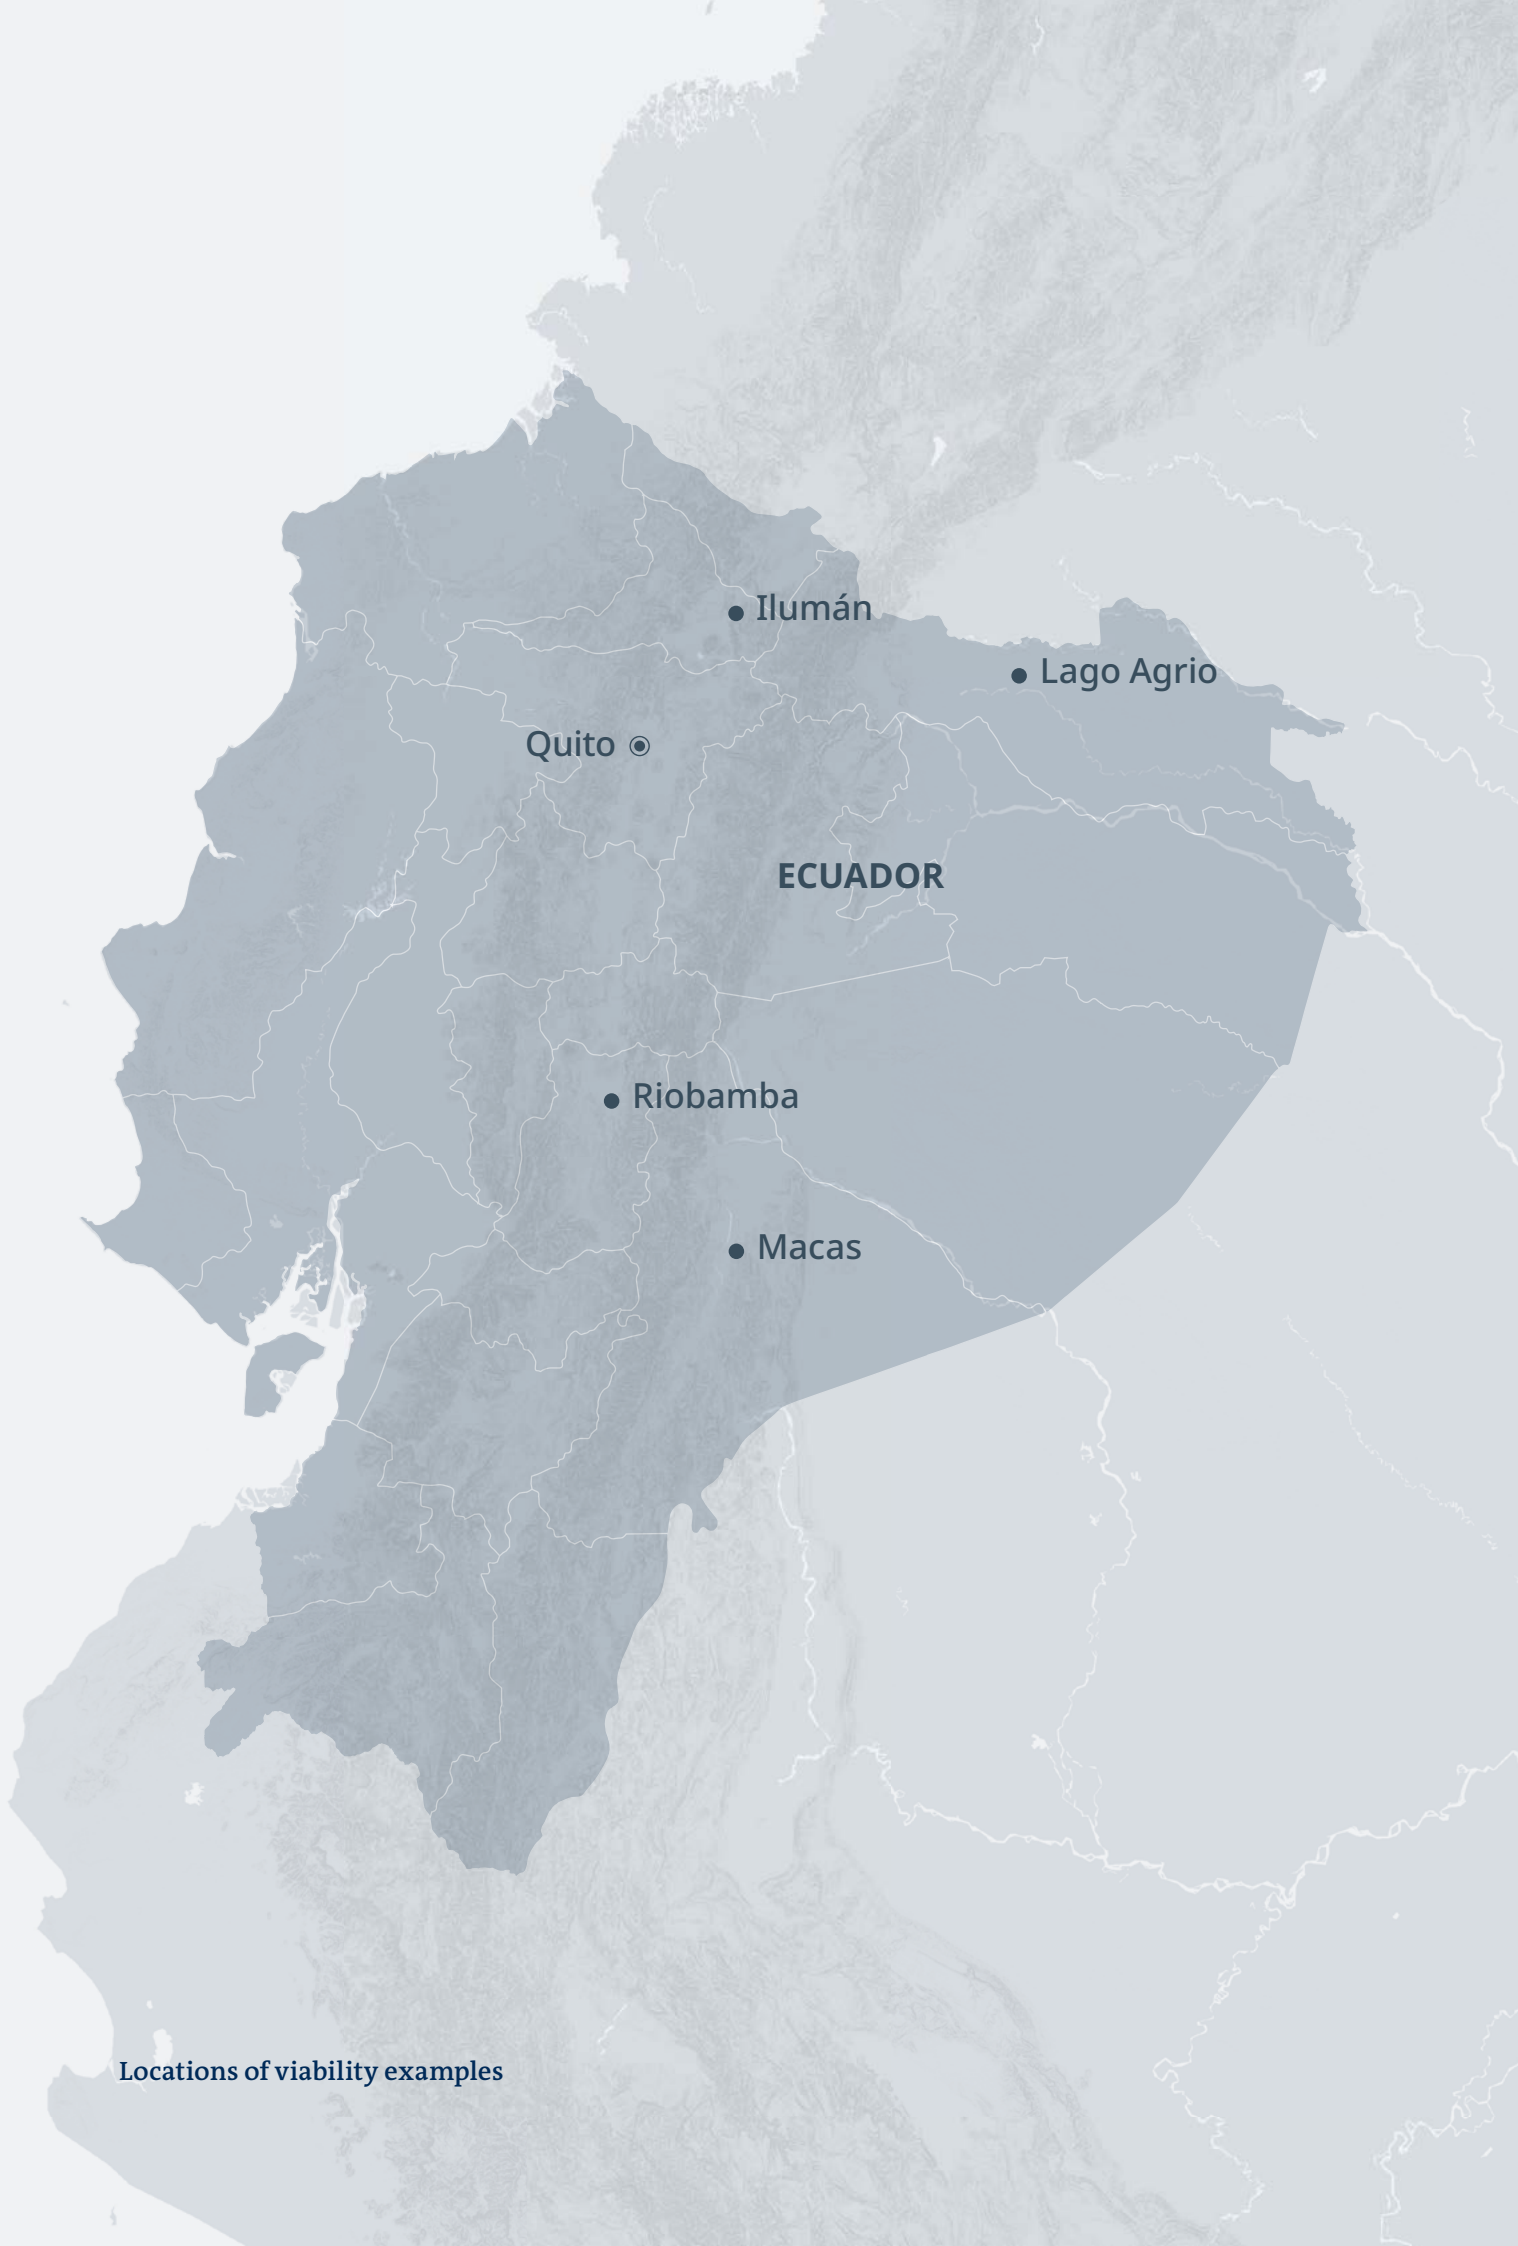 Ilumán
Lago Agrio
Quito
ECUADOR
Riobamba
Macas
Locations of viability examples